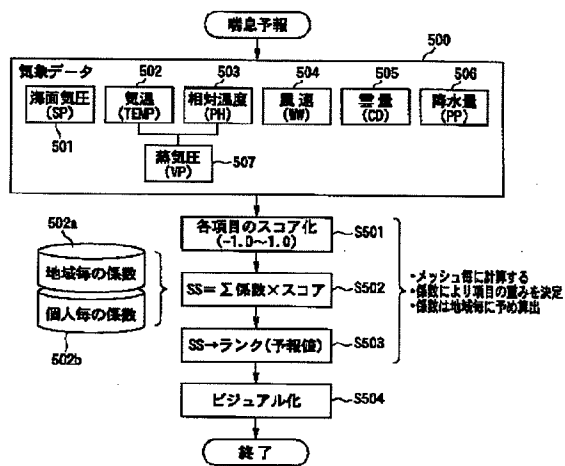 喘息予報
500
気象データ
502
503
504
505
506
海面気圧
(SP)
気温
(TEMP)
相対湿度
(PH)
風速
(WW)
雲量
(CD)
降水量
(PP)
501
蒸気圧
(VP)
507
各項目のスコア化
(-1.0~1.0)
S501
502a
地域毎の係数
個人毎の係数
502b
SS=Σ係数×スコア
S502
・メッシュ毎に計算する
・係数により項目の重みを決定
・係数は地域毎に予め算出
SS→ランク(予報値)
S503
ビジュアル化
S504
終了